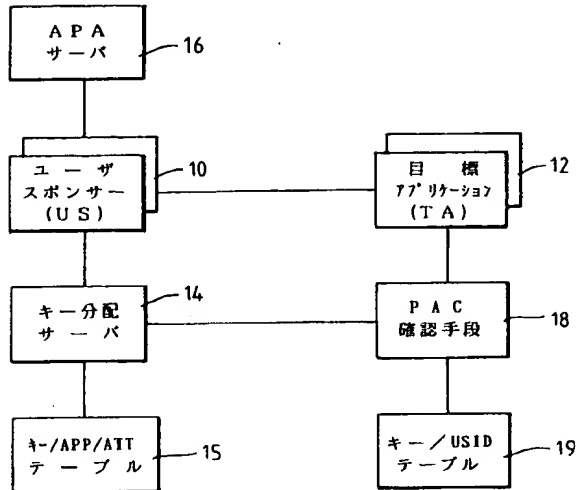 APA
サーバ
16
ユーザ
スポンサー
(US)
10
目標
アプリケーション
(TA)
12
キー分配
サーバ
14
PAC
確認手段
18
キー/APP/ATT
テーブル
15
キー/USID
テーブル
19